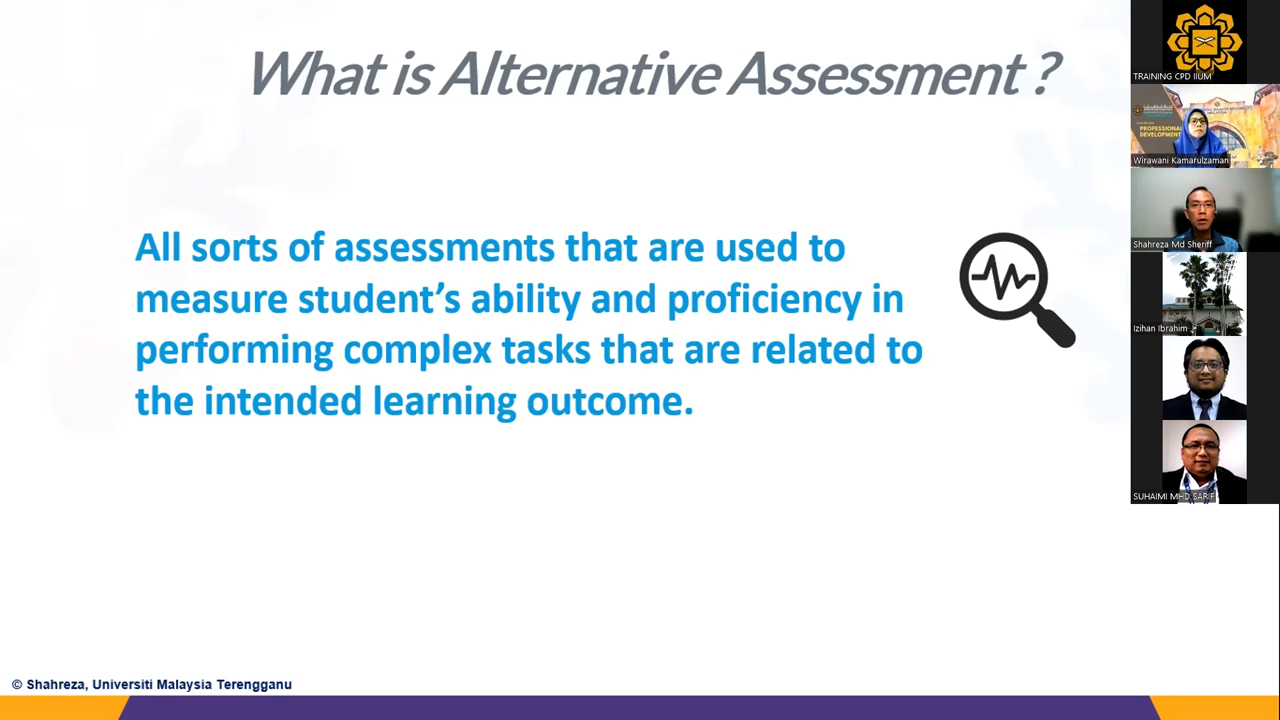 What is Alternative Assessment ?
All sorts of assessments that are used to
measure student's ability and proficiency in
performing complex tasks that are related to
the intended learning outcome.
© Shahreza, Universiti Malaysia Terengganu
TRAINING CPD IIUM
PROFESSIONAL
DEVELOPMENT
Wirawani Kamarulzaman
Shahreza Md Sheriff
Izihan Ibrahim
SUHAIMI MHD SARIF